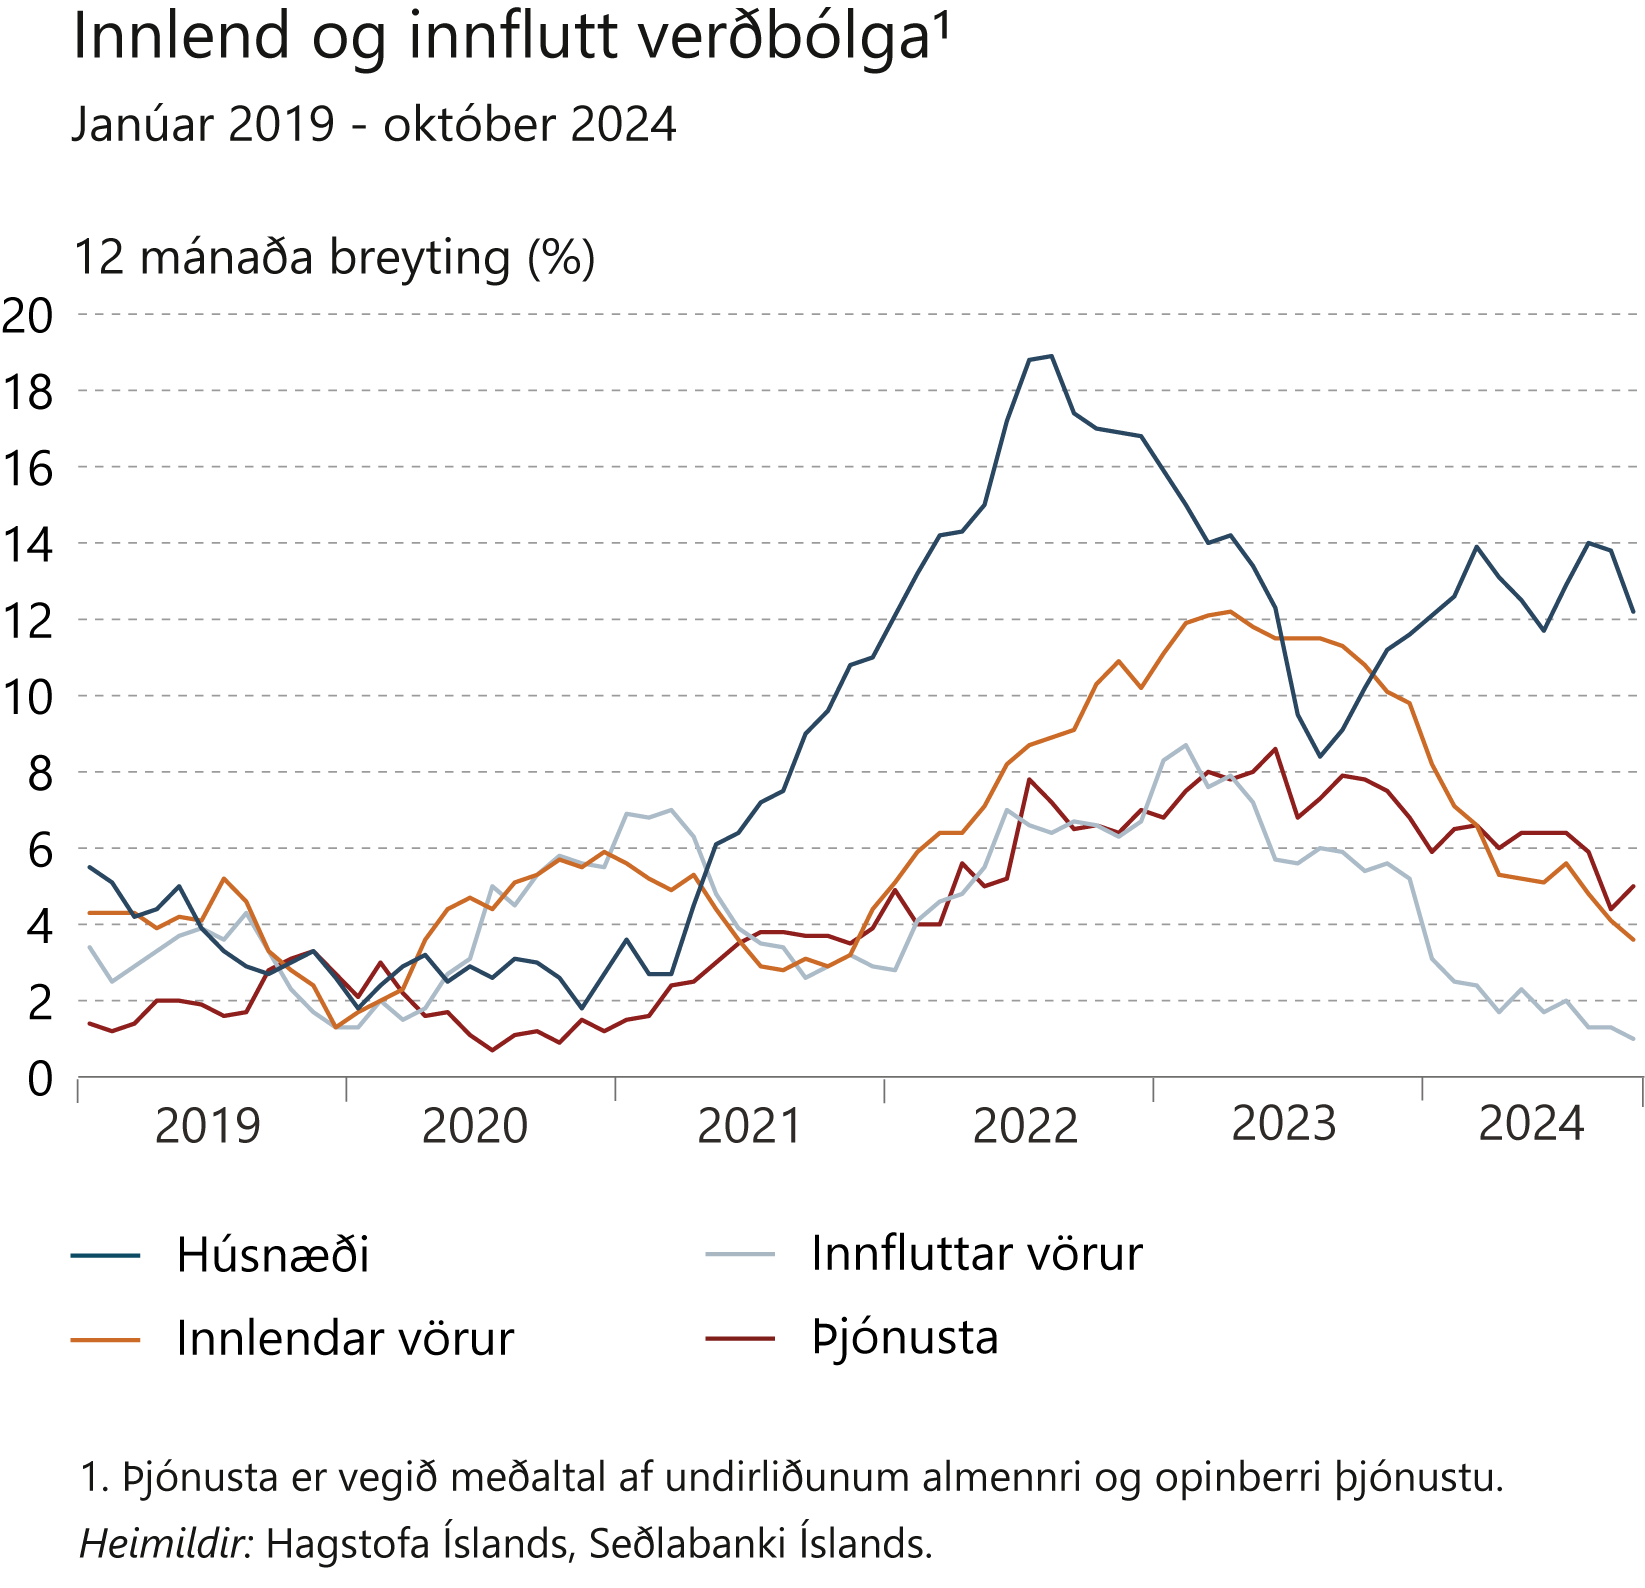 Innlend og innflutt verðbólga¹
Janúar 2019 - október 2024
12 mánaða breyting (%)
20
18
16
14
12
10
8
6
4
2
0
2019 2020 2021 2022 2023 2024
Húsnæði
Innfluttar vörur
Innlendar vörur
Þjónusta
1. Þjónusta er vegið meðaltal af undirliðunum almennri og opinberri þjónustu.
Heimildir: Hagstofa Íslands, Seðlabanki Íslands.